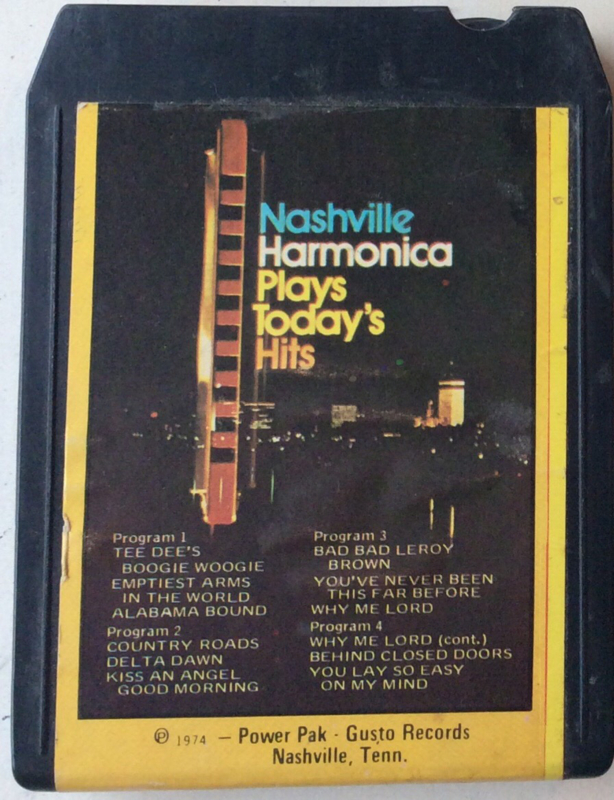 Nashville
Harmonica
Plays
Today's
Hits
Program 1
TEE DEE'S
BOOGIE WOOGIE
EMPTIEST ARMS
IN THE WORLD
ALABAMA BOUND
Program 2
COUNTRY ROADS
DELTA DAWN
KISS AN ANGEL
GOOD MORNING
Program 3
BAD BAD LEROY
BROWN
YOU'VE NEVER BEEN
THIS FAR BEFORE
WHY ME LORD
Program 4
WHY ME LORD (cont.)
BEHIND CLOSED DOORS
YOU LAY SO EASY
ON MY MIND
℗ 1974 — Power Pak - Gusto Records
Nashville, Tenn.